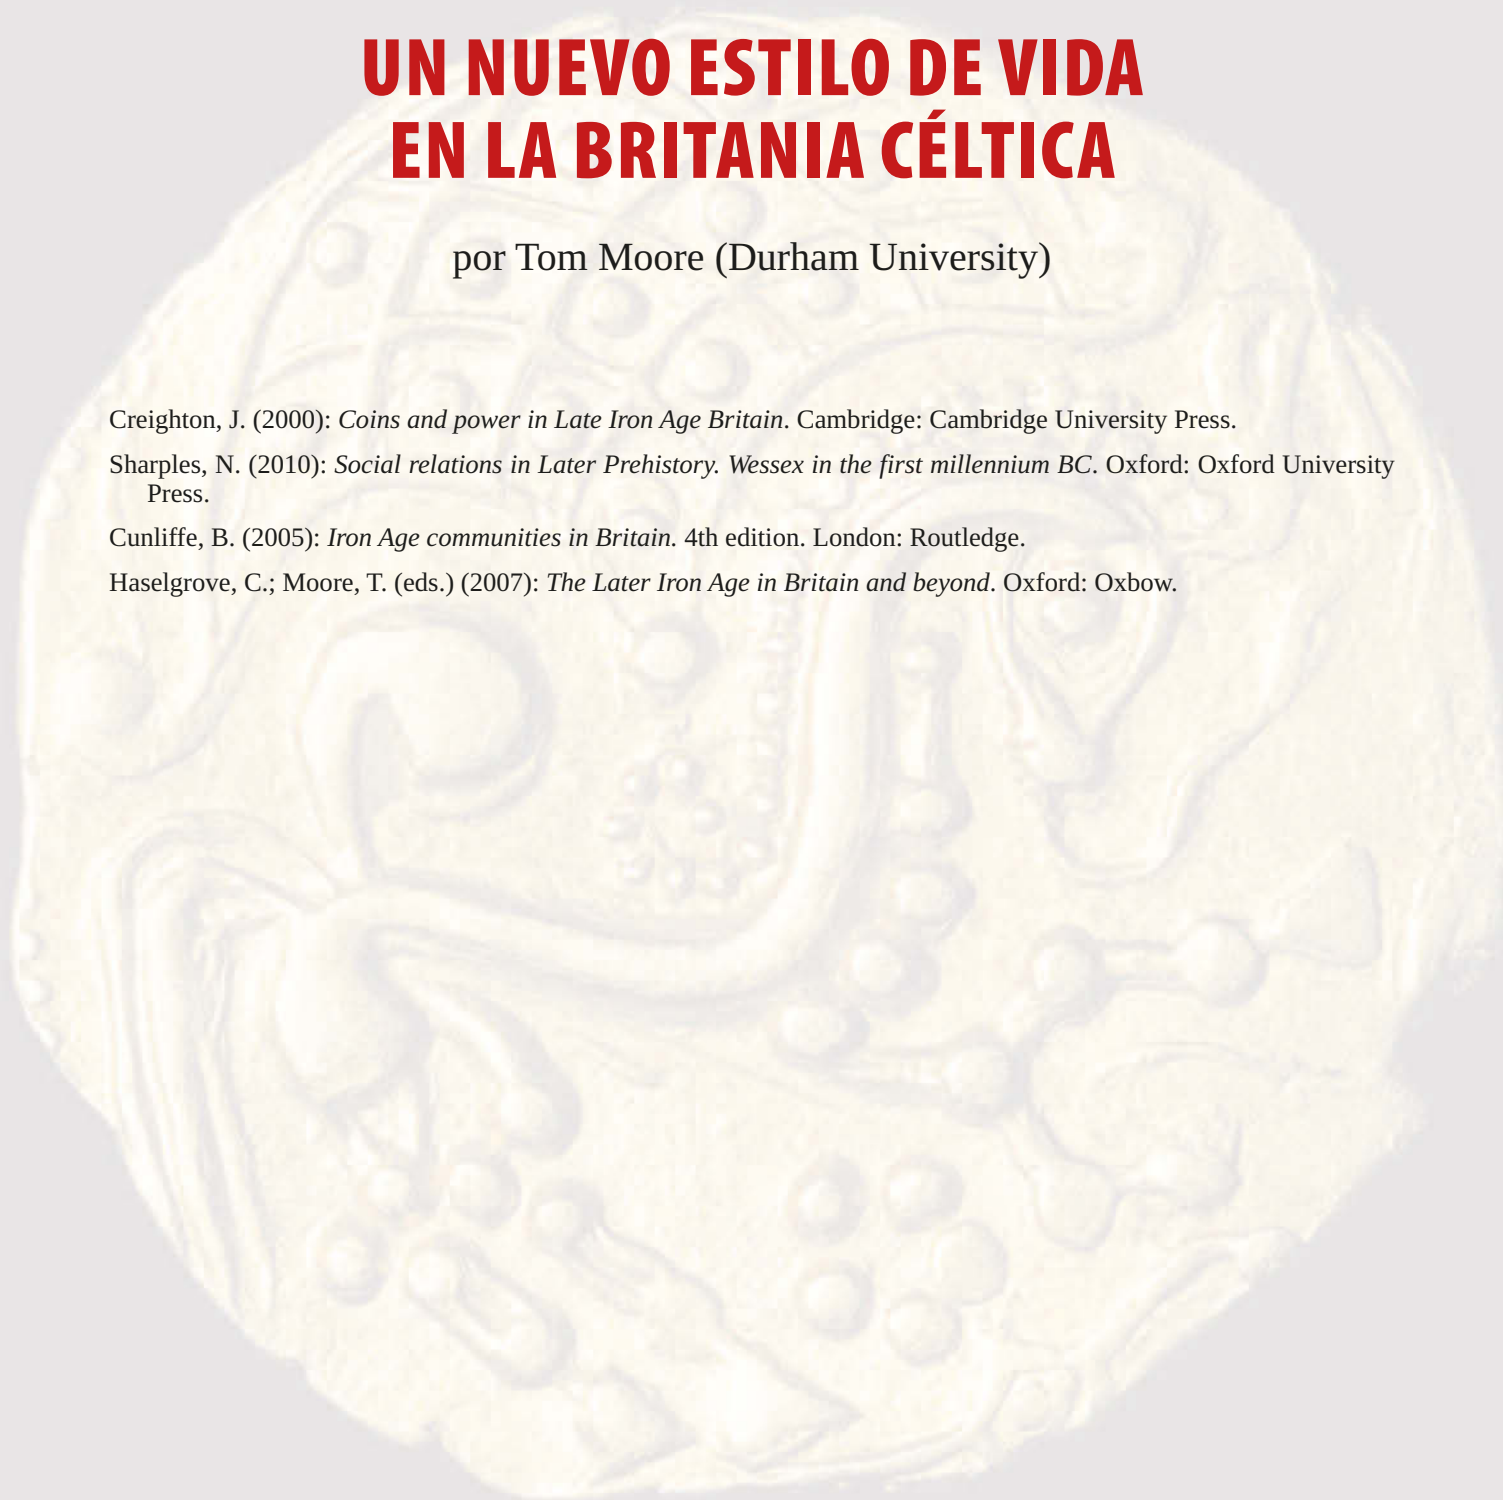 UN NUEVO ESTILO DE VIDA
EN LA BRITANIA CÉLTICA
por Tom Moore (Durham University)
Creighton, J. (2000): Coins and power in Late Iron Age Britain. Cambridge: Cambridge University Press.
Sharples, N. (2010): Social relations in Later Prehistory. Wessex in the first millennium BC. Oxford: Oxford University
Press.
Cunliffe, B. (2005): Iron Age communities in Britain. 4th edition. London: Routledge.
Haselgrove, C.; Moore, T. (eds.) (2007): The Later Iron Age in Britain and beyond. Oxford: Oxbow.